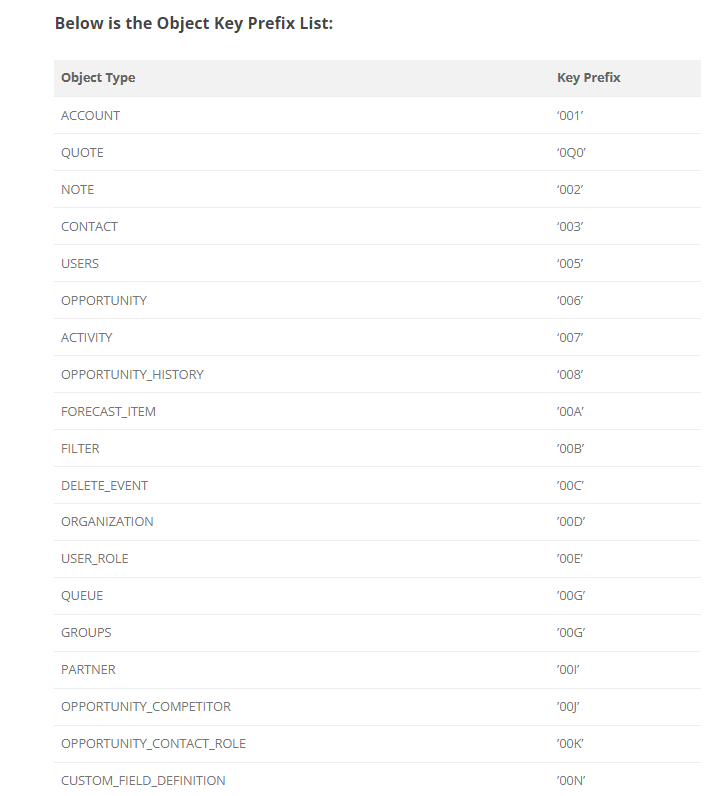 Below is the Object Key Prefix List:
Object Type Key Prefix
ACCOUNT ‘001’
QUOTE ‘0Q0’
NOTE ‘002’
CONTACT ‘003’
USERS ‘005’
OPPORTUNITY ‘006’
ACTIVITY ‘007’
OPPORTUNITY_HISTORY ‘008’
FORECAST_ITEM ’00A’
FILTER ’00B’
DELETE_EVENT ’00C’
ORGANIZATION ’00D’
USER_ROLE ’00E’
QUEUE ’00G’
GROUPS ’00G’
PARTNER ’00I’
OPPORTUNITY_COMPETITOR ’00J’
OPPORTUNITY_CONTACT_ROLE ’00K’
CUSTOM_FIELD_DEFINITION ’00N’